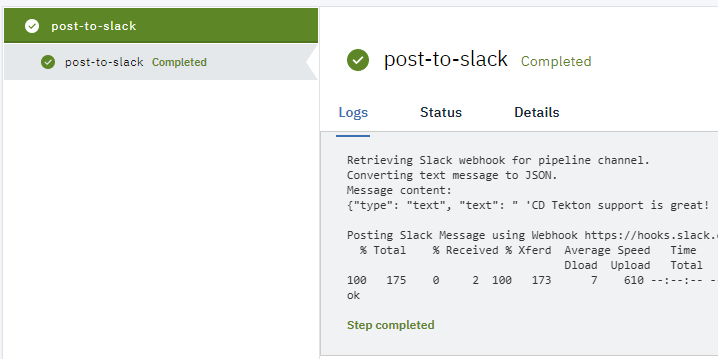 post-to-slack
post-to-slack Completed
post-to-slack Completed
Logs Status Details
Retrieving Slack webhook for pipeline channel.
Converting text message to JSON.
Message content:
{"type": "text", "text": " 'CD Tekton support is great!
Posting Slack Message using Webhook https://hooks.slack.
% Total % Received % Xferd Average Speed Time
Dload Upload Total
100 175 0 2 100 173 7 610 --:--:-- --
ok
Step completed